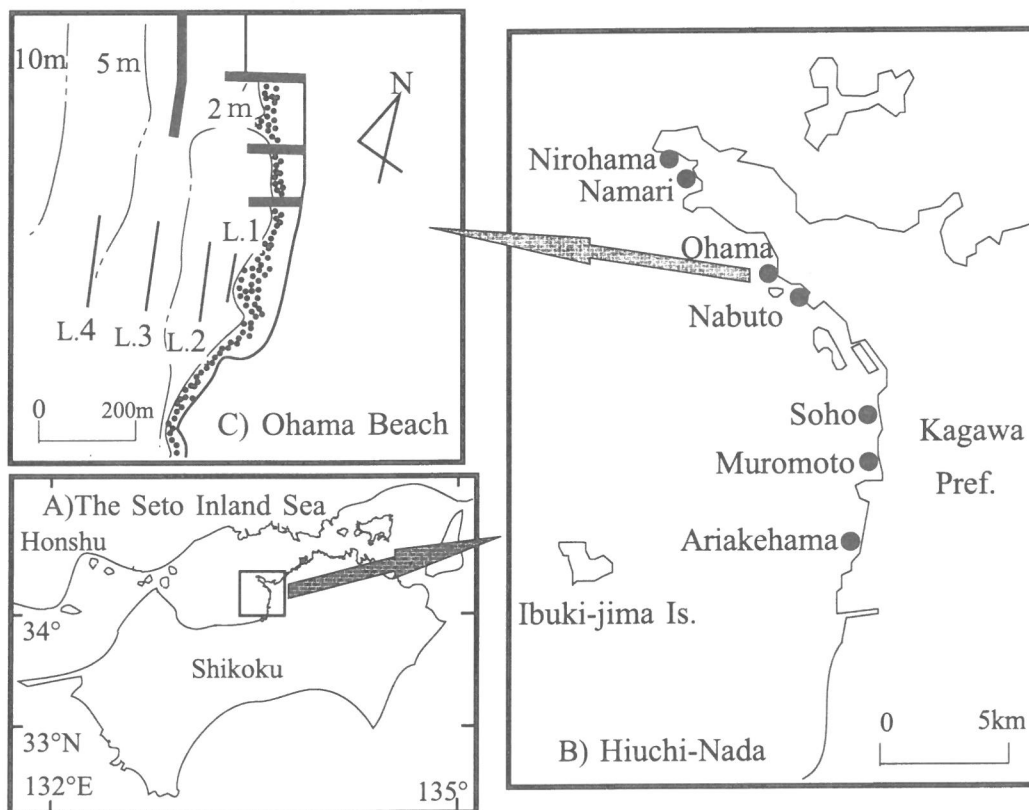 10m
5 m
2 m
N
L.1
L.4
L.3
L.2
0
200m
C) Ohama Beach
A)The Seto Inland Sea
Honshu
34°
Shikoku
33°N
132°E
135°
Nirohama
Namari
Ohama
Nabuto
Soho
Kagawa
Muromoto
Pref.
Ariakehama
Ibuki-jima Is.
0
5km
B) Hiuchi-Nada